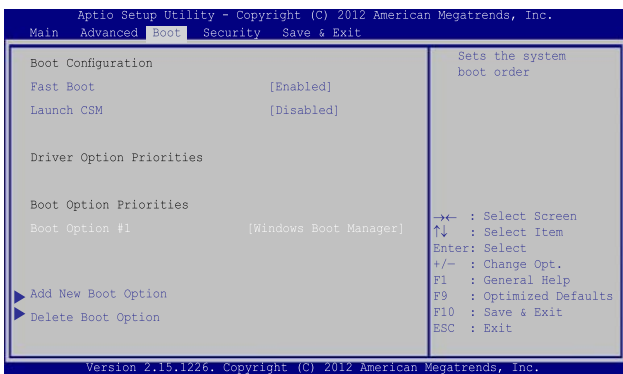 Aptio Setup Utility - Copyright (C) 2012 American Megatrends, Inc.
Main Advanced Boot Security Save & Exit
Boot Configuration
Fast Boot [Enabled]
Launch CSM [Disabled]
Driver Option Priorities
Boot Option Priorities
Boot Option #1 [Windows Boot Manager]
Add New Boot Option
Delete Boot Option
Sets the system
boot order
→← : Select Screen
↑↓ : Select Item
Enter: Select
+/— : Change Opt.
F1 : General Help
F9 : Optimized Defaults
F10 : Save & Exit
ESC : Exit
Version 2.15.1226. Copyright (C) 2012 American Megatrends, Inc.